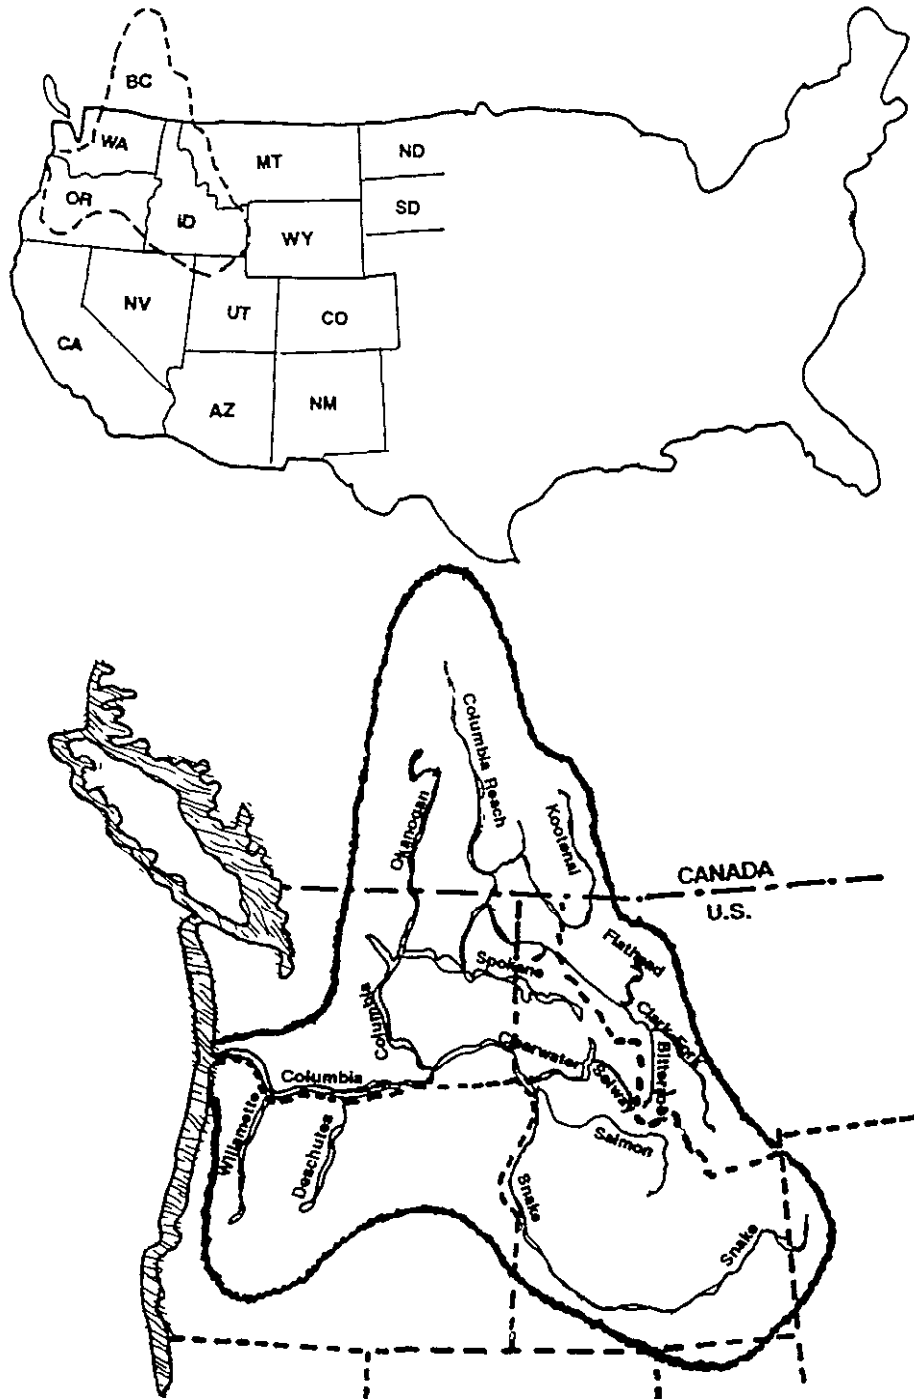 BC
WA
MT
ND
OR
ID
SD
WY
NV
UT
CO
CA
AZ
NM
Columbia Reach
Okanogan
Kootenai
CANADA
U.S.
Flathead
Spokane
Columbia
Clark Fork
Clearwater
Bitterroot
Columbia
Selway
Willamette
Deschutes
Salmon
Snake
Snake